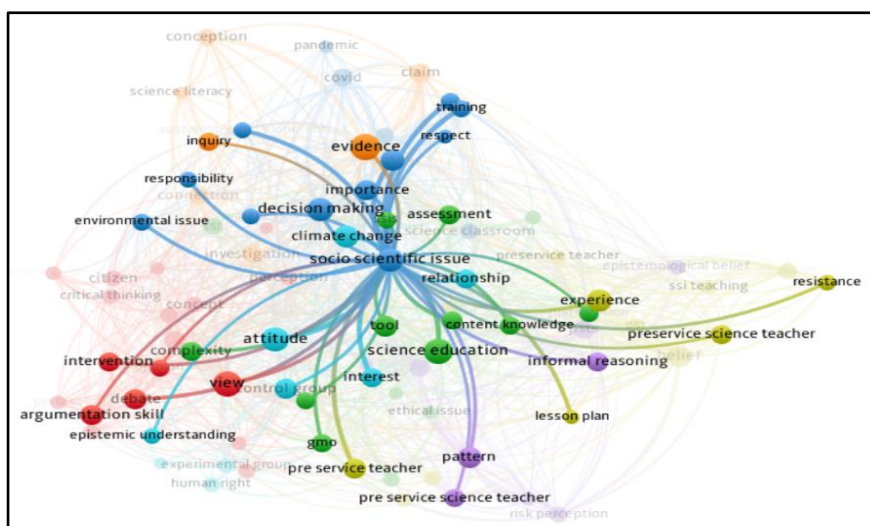 conception
pandemic
covid
claim
science literacy
training
inquiry
evidence
respect
responsibility
importance
connection
decision making
assessment
environmental issue
climate change
science classroom
investigation
socio scientific issue
preservice teacher
citizen
perception
relationship
epistemological belief
critical thinking
ssi teaching
resistance
concept
experience
attitude
tool
content knowledge
preservice science teacher
complexity
science education
intervention
informal reasoning
belief
view
control group
interest
debate
argumentation skill
ethical issue
lesson plan
epistemic understanding
gmo
experimental group
pre service teacher
pattern
human right
pre service science teacher
risk perception